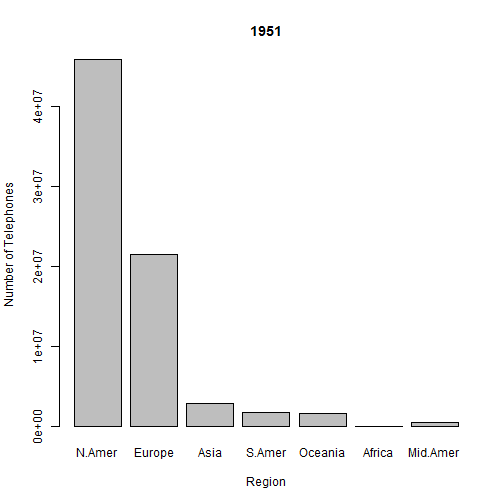 1951
Number of Telephones
4e+07
3e+07
2e+07
1e+07
0e+00
N.Amer Europe Asia S.Amer Oceania Africa Mid.Amer
Region